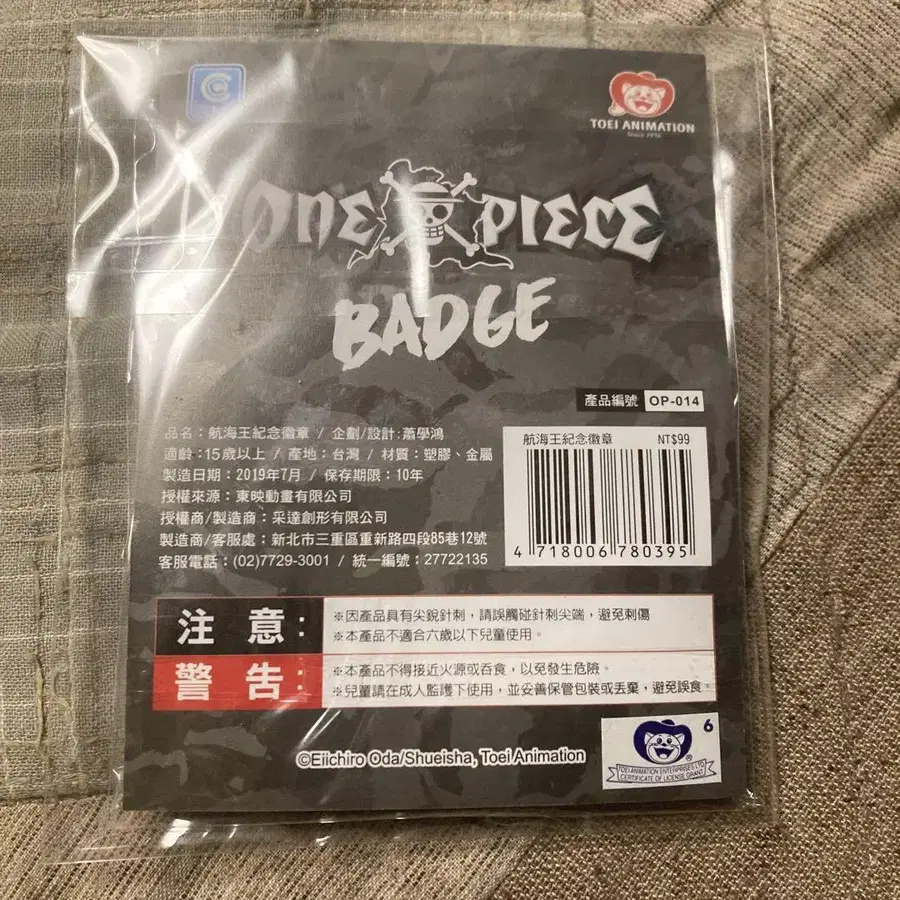 TOEI ANIMATION
Since 1956
ONE PIECE
BADGE
產品編號 OP-014
品名：航海王紀念徽章 / 企劃/設計:蕭學鴻
適齡：15歲以上 / 產地：台灣 / 材質：塑膠、金屬
製造日期：2019年7月 / 保存期限：10年
授權來源：東映動畫有限公司
授權商/製造商：采達創形有限公司
製造商/客服處：新北市三重區重新路四段85巷12號
客服電話：(02)7729-3001 / 統一編號：27722135
航海王紀念徽章 NT$99
4 718006 780395
注意：
※因產品具有尖銳針刺，請誤觸碰針刺尖端，避免刺傷
※本產品不適合六歲以下兒童使用。
警告：
※本產品不得接近火源或吞食，以免發生危險。
※兒童請在成人監護下使用，並妥善保管包裝或丟棄，避免誤食。
©Eiichiro Oda/Shueisha, Toei Animation
6
TOEI ANIMATION ENTERPRISES LTD
CERTIFICATE OF LICENSE GRANT